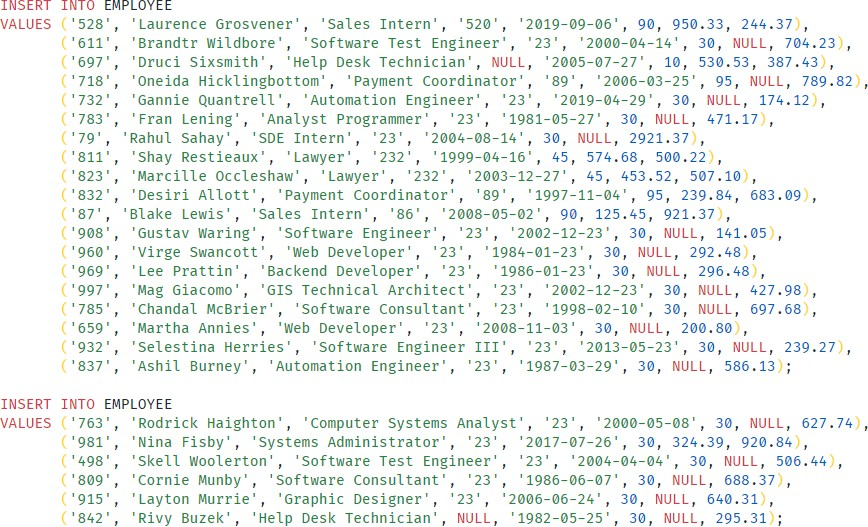 INSERT INTO EMPLOYEE
VALUES ('528', 'Laurence Grosvener', 'Sales Intern', '520', '2019-09-06', 90, 950.33, 244.37),
('611', 'Brandtr Wildbore', 'Software Test Engineer', '23', '2000-04-14', 30, NULL, 704.23),
('697', 'Druci Sixsmith', 'Help Desk Technician', NULL, '2005-07-27', 10, 530.53, 387.43),
('718', 'Oneida Hicklingbottom', 'Payment Coordinator', '89', '2006-03-25', 95, NULL, 789.82),
('732', 'Gannie Quantrell', 'Automation Engineer', '23', '2019-04-29', 30, NULL, 174.12),
('783', 'Fran Lening', 'Analyst Programmer', '23', '1981-05-27', 30, NULL, 471.17),
('79', 'Rahul Sahay', 'SDE Intern', '23', '2004-08-14', 30, NULL, 2921.37),
('811', 'Shay Restieaux', 'Lawyer', '232', '1999-04-16', 45, 574.68, 500.22),
('823', 'Marcille Occleshaw', 'Lawyer', '232', '2003-12-27', 45, 453.52, 507.10),
('832', 'Desiri Allott', 'Payment Coordinator', '89', '1997-11-04', 95, 239.84, 683.09),
('87', 'Blake Lewis', 'Sales Intern', '86', '2008-05-02', 90, 125.45, 921.37),
('908', 'Gustav Waring', 'Software Engineer', '23', '2002-12-23', 30, NULL, 141.05),
('960', 'Virge Swancott', 'Web Developer', '23', '1984-01-23', 30, NULL, 292.48),
('969', 'Lee Prattin', 'Backend Developer', '23', '1986-01-23', 30, NULL, 296.48),
('997', 'Mag Giacomo', 'GIS Technical Architect', '23', '2002-12-23', 30, NULL, 427.98),
('785', 'Chandal McBrier', 'Software Consultant', '23', '1998-02-10', 30, NULL, 697.68),
('659', 'Martha Annies', 'Web Developer', '23', '2008-11-03', 30, NULL, 200.80),
('932', 'Selestina Herries', 'Software Engineer III', '23', '2013-05-23', 30, NULL, 239.27),
('837', 'Ashil Burney', 'Automation Engineer', '23', '1987-03-29', 30, NULL, 586.13);
INSERT INTO EMPLOYEE
VALUES ('763', 'Rodrick Haighton', 'Computer Systems Analyst', '23', '2000-05-08', 30, NULL, 627.74),
('981', 'Nina Fisby', 'Systems Administrator', '23', '2017-07-26', 30, 324.39, 920.84),
('498', 'Skell Woolerton', 'Software Test Engineer', '23', '2004-04-04', 30, NULL, 506.44),
('809', 'Cornie Munby', 'Software Consultant', '23', '1986-06-07', 30, NULL, 688.37),
('915', 'Layton Murrie', 'Graphic Designer', '23', '2006-06-24', 30, NULL, 640.31),
('842', 'Rivy Buzek', 'Help Desk Technician', NULL, '1982-05-25', 30, NULL, 295.31);